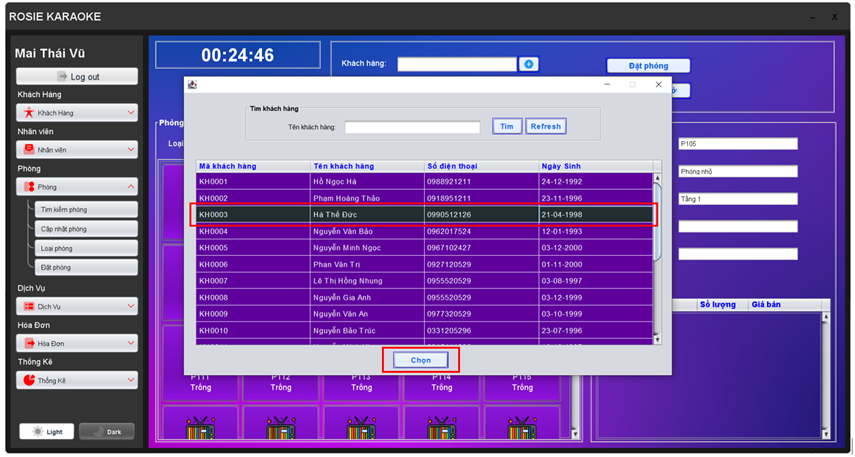 ROSIE KARAOKE
Mai Thái Vũ
Log out
Khách Hàng
Khách Hàng
Nhân viên
Nhân viên
Phòng
Phòng
Tìm kiếm phòng
Cập nhật phòng
Loại phòng
Đặt phòng
Dịch Vụ
Dịch Vụ
Hóa Đơn
Hóa Đơn
Thống Kê
Thống Kê
Light
Dark
00:24:46
Khách hàng:
Đặt phòng
Phòng
Loại
Tìm khách hàng
Tên khách hàng:
Tìm
Refresh
Mã khách hàng Tên khách hàng Số điện thoại Ngày Sinh
KH0001 Hồ Ngọc Hà 0988921211 24-12-1992
KH0002 Phạm Hoàng Thảo 0918951211 23-11-1996
KH0003 Hà Thế Đức 0990512126 21-04-1998
KH0004 Nguyễn Văn Bảo 0962017524 12-01-1993
KH0005 Nguyễn Minh Ngọc 0967102427 03-12-2000
KH0006 Phan Văn Trị 0927120529 01-11-2000
KH0007 Lê Thị Hồng Nhung 0955520529 03-08-1997
KH0008 Nguyễn Gia Anh 0955520529 03-12-1999
KH0009 Nguyễn Văn An 0977320529 03-10-1999
KH0010 Nguyễn Bảo Trúc 0331205296 23-07-1996
Chọn
P105
Phòng nhỏ
Tầng 1
Số lượng Giá bán
P111 P112 P113 P114 P115
Trống Trống Trống Trống Trống